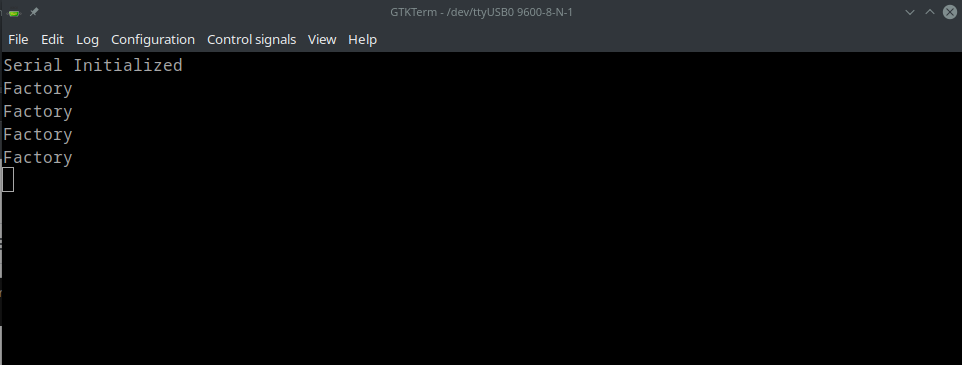 GTKTerm - /dev/ttyUSB0 9600-8-N-1
File Edit Log Configuration Control signals View Help
Serial Initialized
Factory
Factory
Factory
Factory